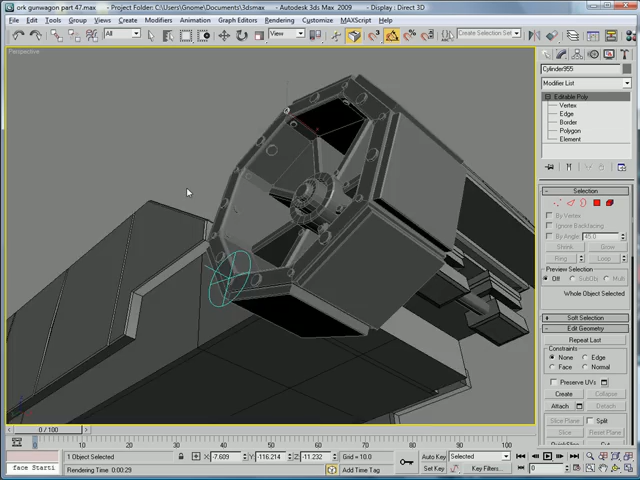 ork gunwagon part 47.max - Project Folder: C:\Users\Gnome\Documents\3dsmax - Autodesk 3ds Max 2009 - Display : Direct 3D
File Edit Tools Group Views Create Modifiers Animation Graph Editors Rendering Customize MAXScript Help
All View Create Selection Set
Perspective
Cylinder955
Modifier List
Editable Poly
Vertex
Edge
Border
Polygon
Element
Selection
By Vertex
Ignore Backfacing
By Angle: 45.0
Shrink Grow
Ring Loop
Preview Selection
Off SubObj Multi
Whole Object Selected
Soft Selection
Edit Geometry
Repeat Last
Constraints
None Edge
Face Normal
Preserve UVs
Create Collapse
Attach Detach
Slice Plane Split
Slice Reset Plane
QuickSlice Cut
0 / 100
0 10 20 30 40 50 60 70 80 90 100
1 Object Selected X: -7.609 Y: -116.214 Z: -11.232 Grid = 10.0 Auto Key Selected
face Starti Rendering Time 0:00:29 Add Time Tag Set Key Key Filters... 0